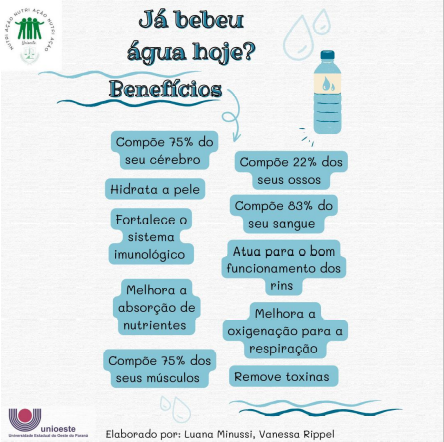 NUTRI AÇÃO NUTRI AÇÃO NUTRI AÇÃO
Já bebeu
água hoje?
Benefícios
Compõe 75% do
seu cérebro
Hidrata a pele
Fortalece o
sistema
imunológico
Melhora a
absorção de
nutrientes
Compõe 75% dos
seus músculos
Compõe 22% dos
seus ossos
Compõe 83% do
seu sangue
Atua para o bom
funcionamento dos
rins
Melhora a
oxigenação para a
respiração
Remove toxinas
unioeste
Universidade Estadual do Oeste do Paraná
Elaborado por: Luana Minussi, Vanessa Rippel